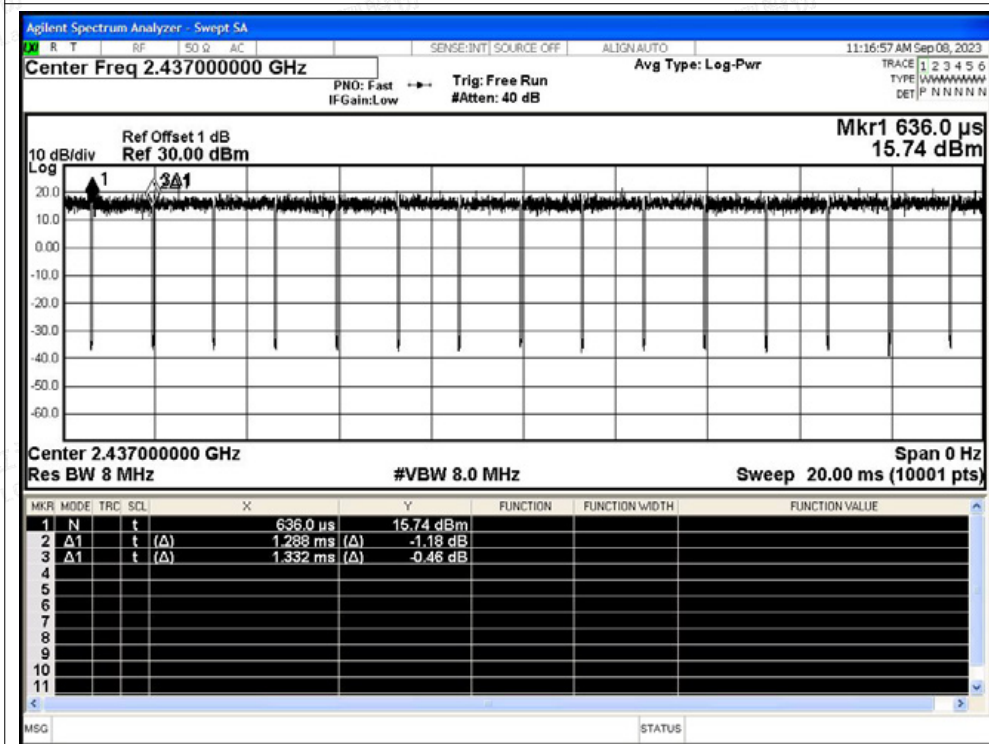 Agilent Spectrum Analyzer - Swept SA
LXI R T RF 50 Ω AC SENSE:INT SOURCE OFF ALIGN AUTO 11:16:57 AM Sep 08, 2023
Center Freq 2.437000000 GHz Avg Type: Log-Pwr TRACE 1 2 3 4 5 6
PNO: Fast Trig: Free Run TYPE WWWWWW
IFGain:Low #Atten: 40 dB DET P N N N N N
Mkr1 636.0 µs
Ref Offset 1 dB
10 dB/div Ref 30.00 dBm 15.74 dBm
Log
1 3Δ1
20.0
10.0
0.00
-10.0
-20.0
-30.0
-40.0
-50.0
-60.0
Center 2.437000000 GHz Span 0 Hz
Res BW 8 MHz #VBW 8.0 MHz Sweep 20.00 ms (10001 pts)
MKR MODE TRC SCL X Y FUNCTION FUNCTION WIDTH FUNCTION VALUE
1 N t 636.0 µs 15.74 dBm
2 Δ1 t (Δ) 1.288 ms (Δ) -1.18 dB
3 Δ1 t (Δ) 1.332 ms (Δ) -0.46 dB
4
5
6
7
8
9
10
11
MSG STATUS